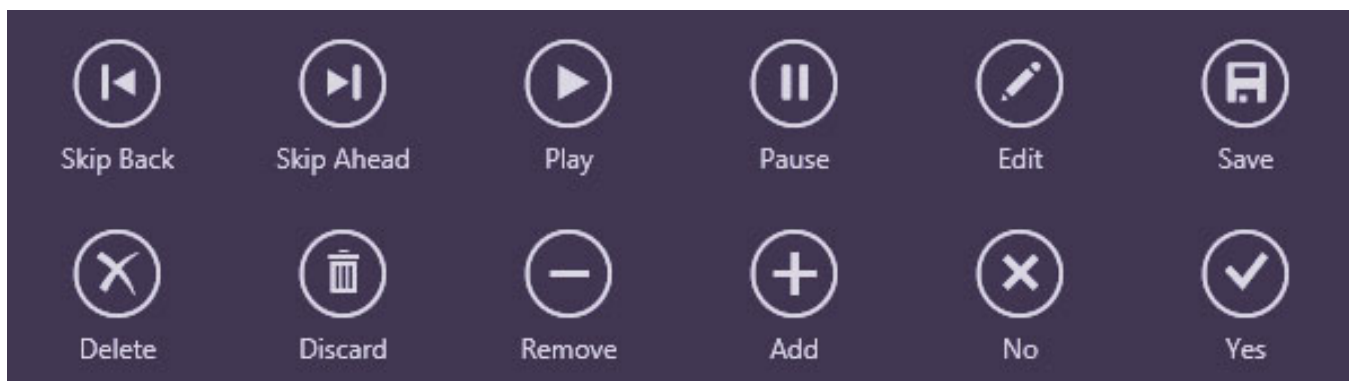 Skip Back
Skip Ahead
Play
Pause
Edit
Save
Delete
Discard
Remove
Add
No
Yes